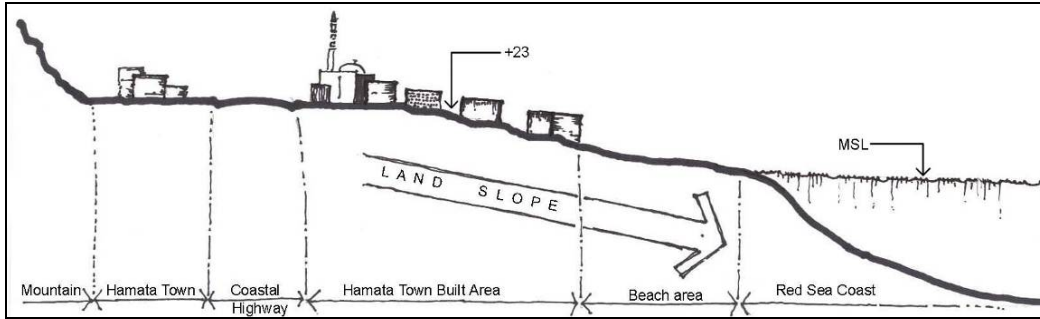 +23
MSL
LAND SLOPE
Mountain
Hamata Town
Coastal
Highway
Hamata Town Built Area
Beach area
Red Sea Coast